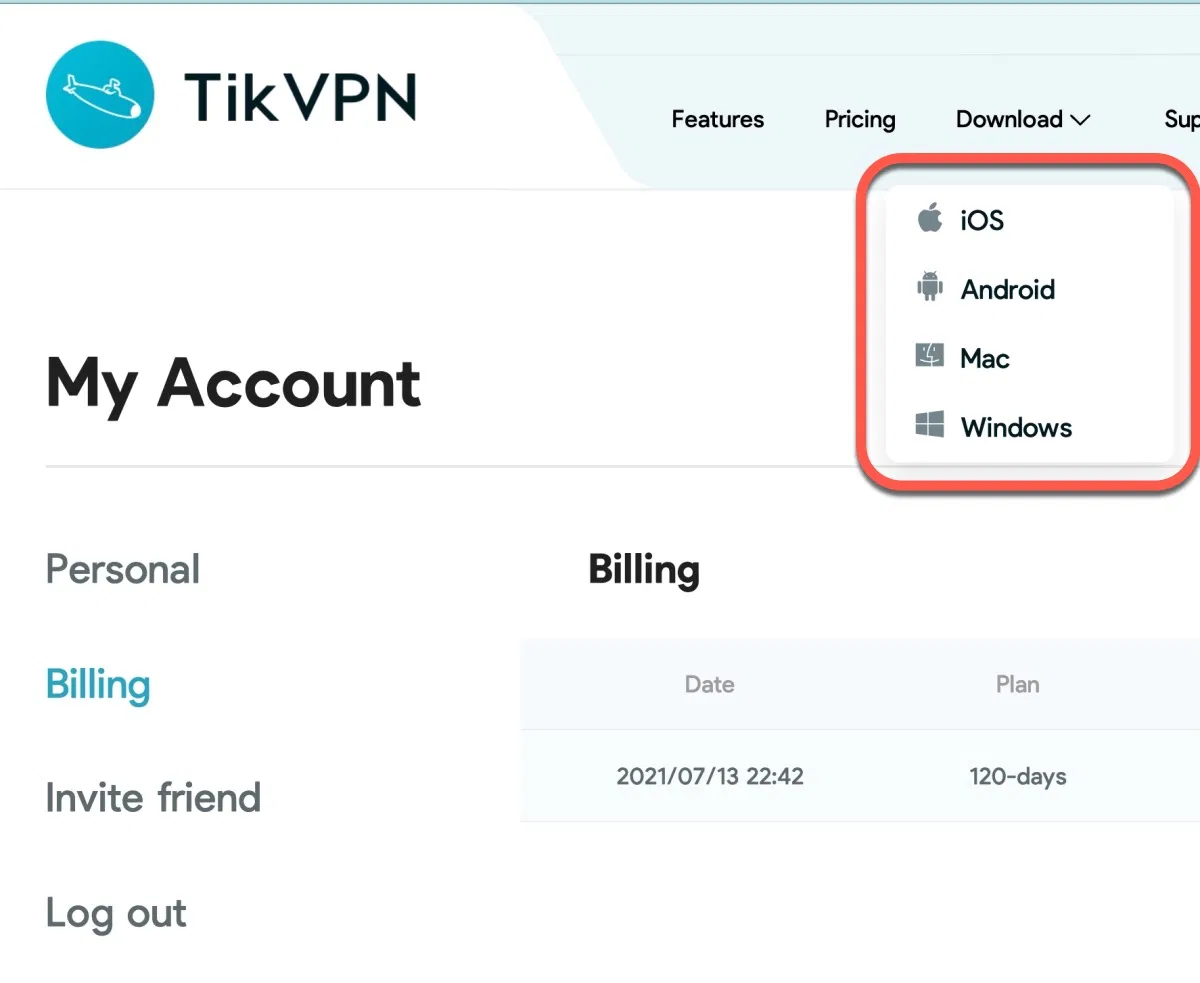 TikVPN
Features Pricing Download
iOS
Android
Mac
Windows
My Account
Personal
Billing
Invite friend
Log out
Billing
Date Plan
2021/07/13 22:42 120-days